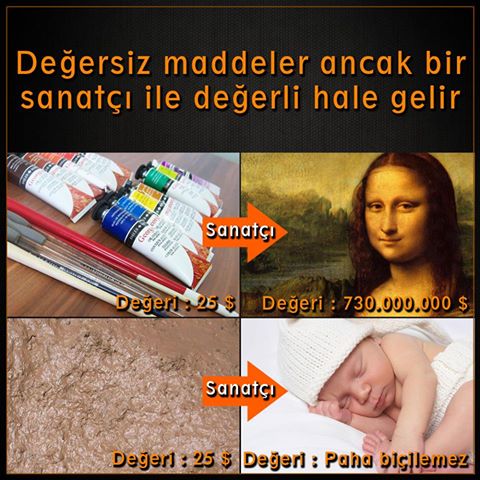 Değersiz maddeler ancak bir
sanatçı ile değerli hale gelir
Sanatçı
Değeri : 25 $
Değeri : 730.000.000 $
Sanatçı
Değeri : 25 $
Değeri : Paha biçilemez